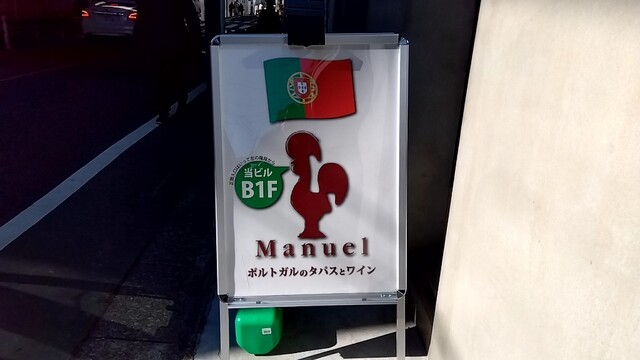 当ビル
B1F
Manuel
ポルトガルのタパスとワイン